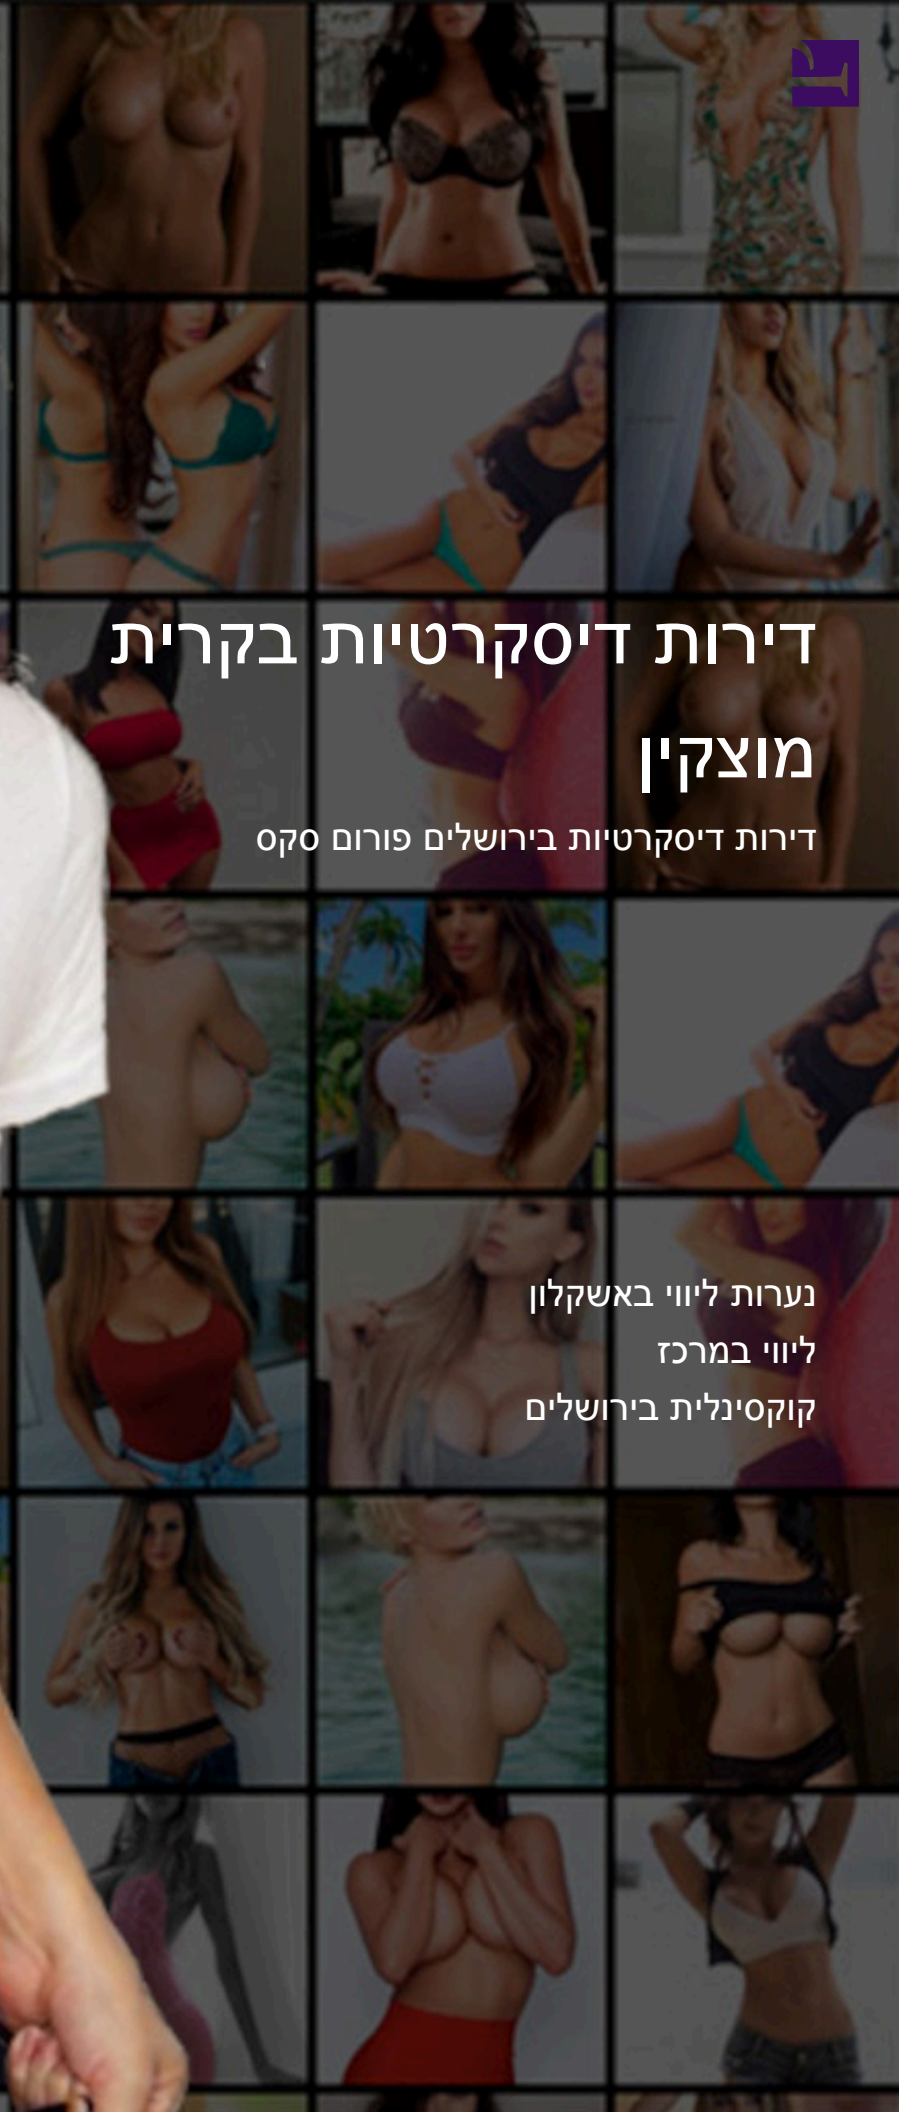 דירות דיסקרטיות בקרית
מוצקין
דירות דיסקרטיות בירושלים פורום סקס
נערות ליווי באשקלון
ליווי במרכז
קוקסינלית בירושלים